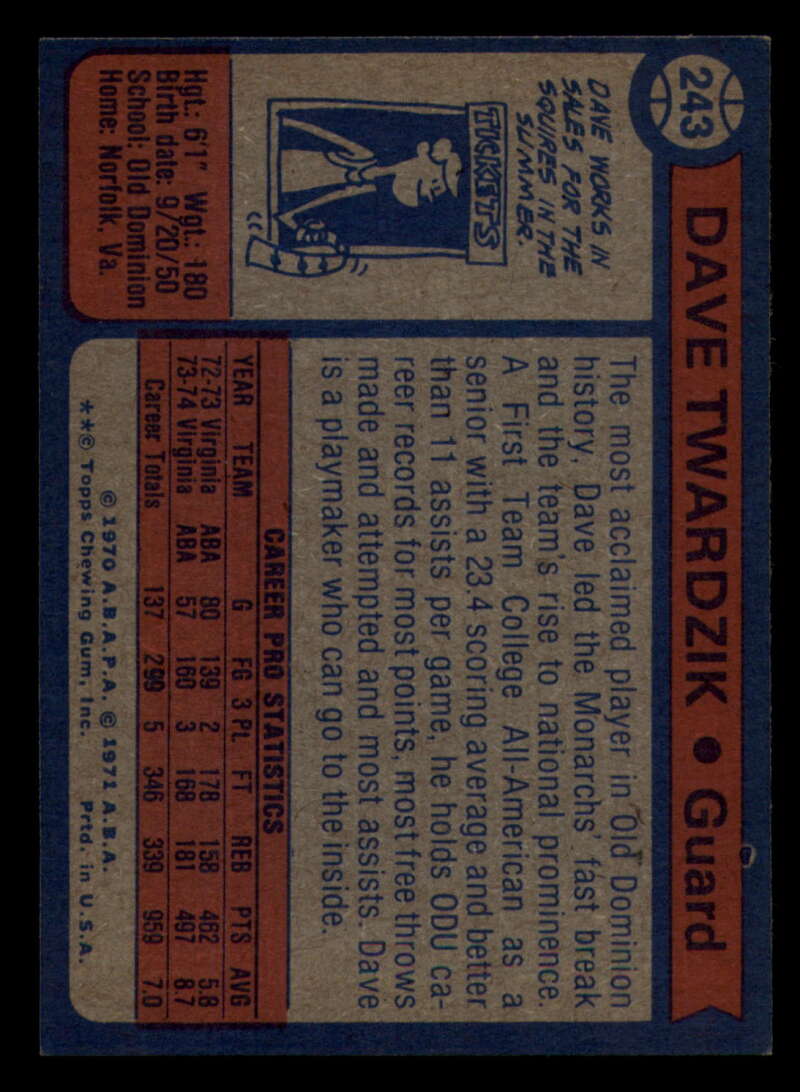 243
DAVE TWARDZIK • Guard
DAVE WORKS IN
SALES FOR THE
SQUIRES IN THE
SUMMER.
TICKETS
Hgt.: 6'1" Wgt.: 180
Birth date: 9/20/50
School: Old Dominion
Home: Norfolk, Va.
The most acclaimed player in Old Dominion
history, Dave led the Monarchs' fast break
and the team's rise to national prominence.
A First Team College All-American as a
senior with a 23.4 scoring average and better
than 11 assists per game, he holds ODU ca-
reer records for most points, most free throws
made and attempted and most assists. Dave
is a playmaker who can go to the inside.
CAREER PRO STATISTICS
YEAR TEAM G FG 3 Pt. FT REB PTS AVG
72-73 Virginia ABA 80 139 2 178 158 462 5.8
73-74 Virginia ABA 57 160 3 168 181 497 8.7
Career Totals 137 299 5 346 339 959 7.0
© 1970 A.B.A.P.A. © 1971 A.B.A.
**© Topps Chewing Gum, Inc. Prtd. in U.S.A.